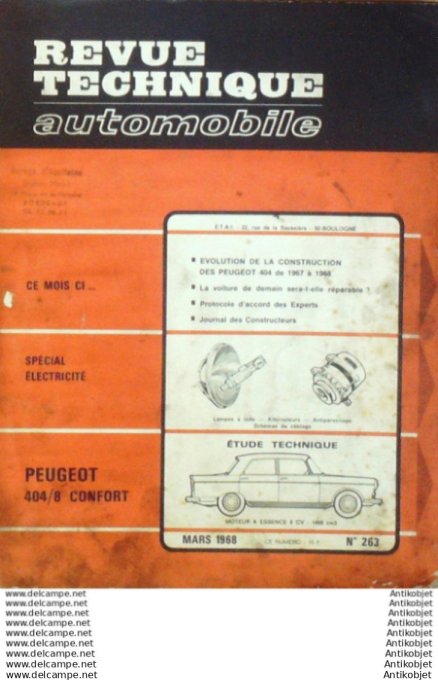 REVUE
TECHNIQUE
automobile
E.T.A.I. - 22, rue de la Saussière - 92-BOULOGNE
■ EVOLUTION DE LA CONSTRUCTION
DES PEUGEOT 404 de 1967 à 1968
CE MOIS CI ...
■ La voiture de demain sera-t-elle réparable ?
■ Protocole d'accord des Experts
■ Journal des Constructeurs
SPÉCIAL
ÉLECTRICITÉ
Lampes à iode - Alternateurs - Antiparasitage
Schémas de câblage
ÉTUDE TECHNIQUE
PEUGEOT
404/8 CONFORT
MOTEUR A ESSENCE 8 CV -
MARS 1968 CE NUMERO : N° 263
www.delcampe.net Antikobjet
www.delcampe.net Antikobjet
www.delcampe.net Antikobjet
www.delcampe.net Antikobjet
www.delcampe.net Antikobjet
www.delcampe.net Antikobjet
www.delcampe.net Antikobjet
www.delcampe.net Antikobjet